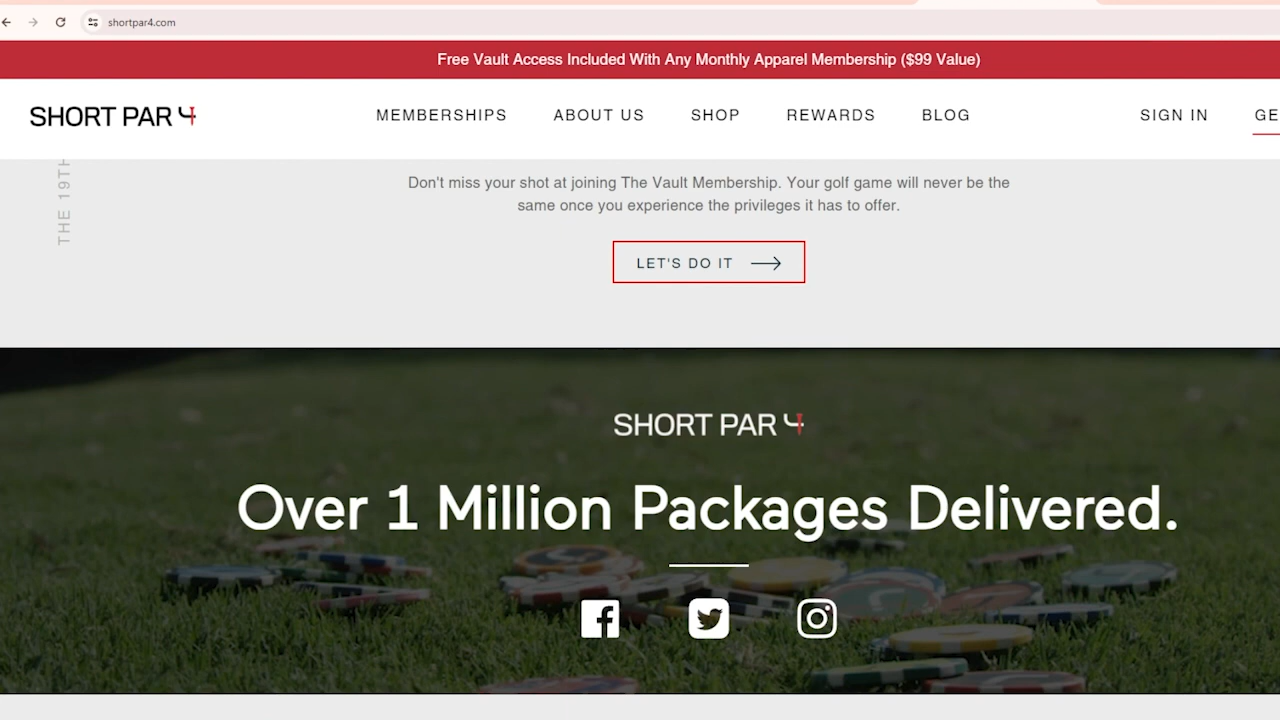 shortpar4.com
Free Vault Access Included With Any Monthly Apparel Membership ($99 Value)
SHORT PAR 4
MEMBERSHIPS
ABOUT US
SHOP
REWARDS
BLOG
SIGN IN
THE 19TH
Don't miss your shot at joining The Vault Membership. Your golf game will never be the
same once you experience the privileges it has to offer.
LET'S DO IT
SHORT PAR 4
Over 1 Million Packages Delivered.